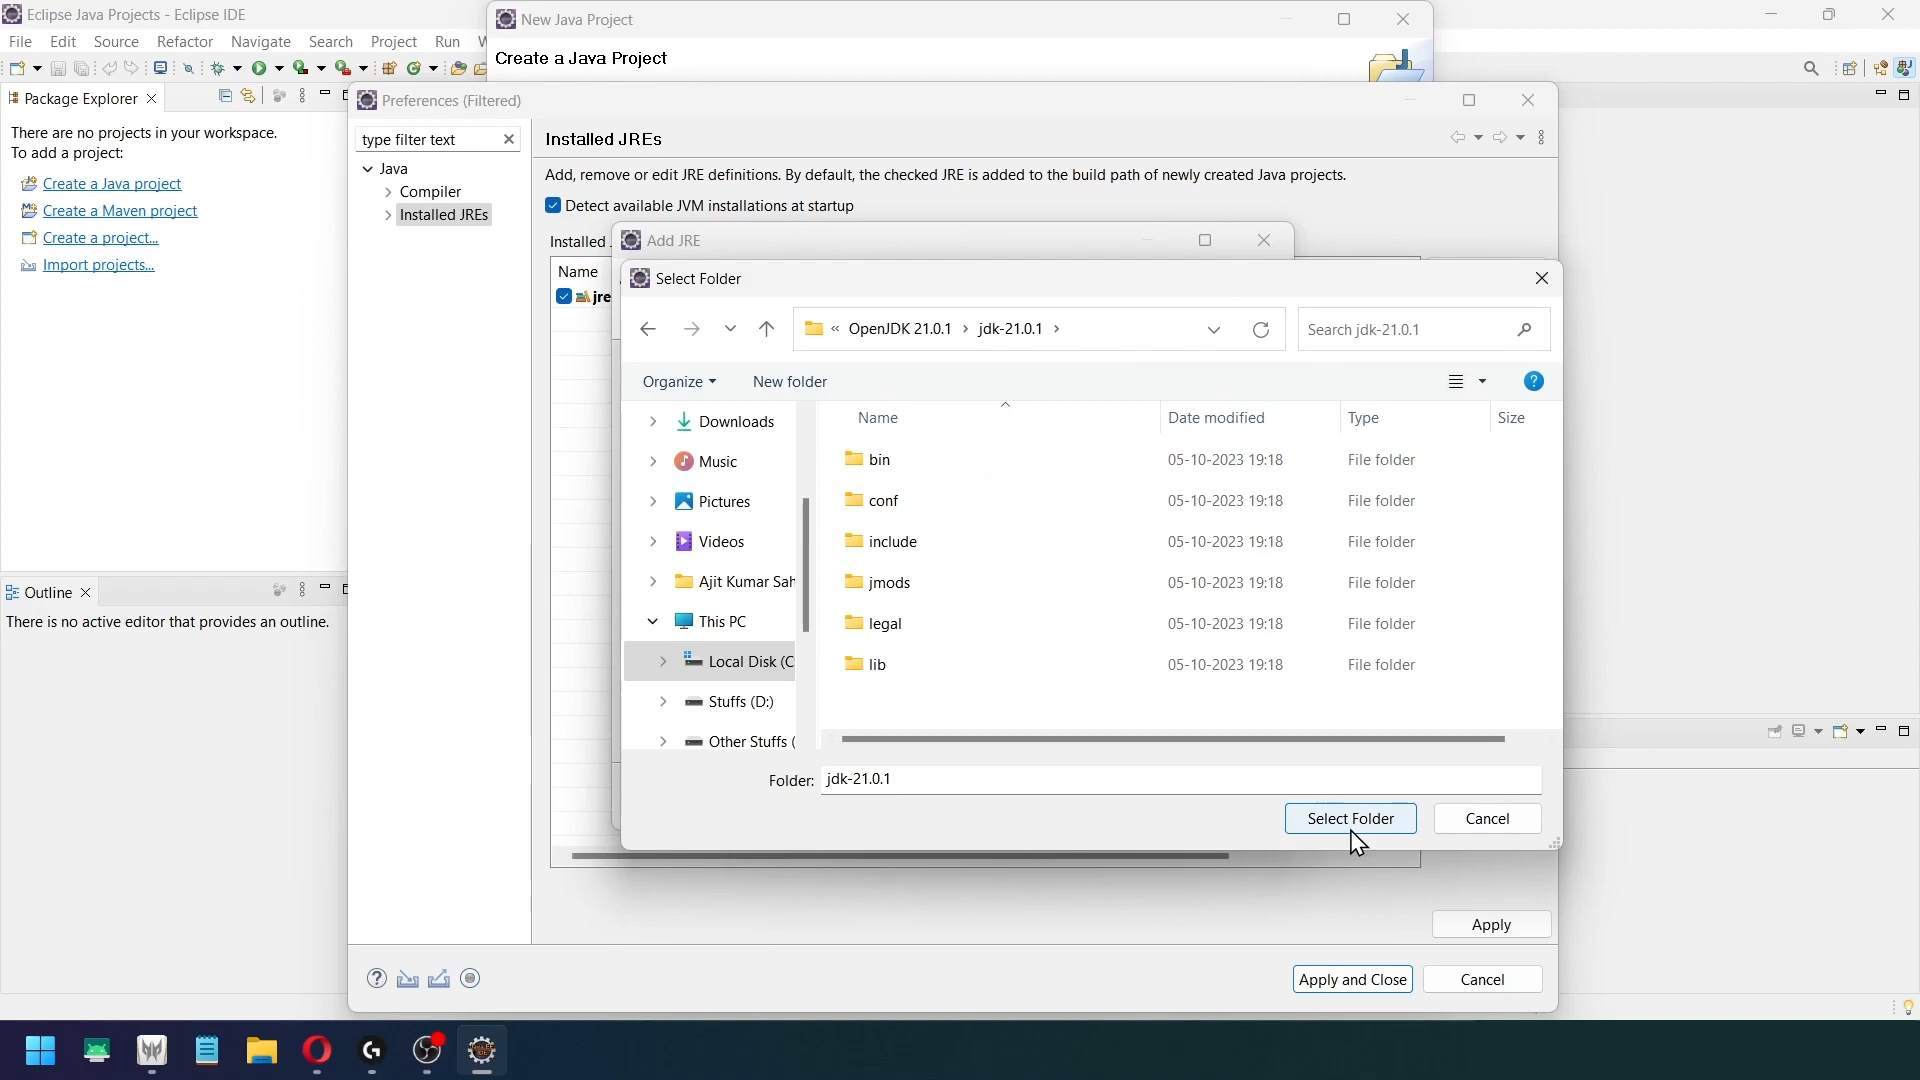 Eclipse Java Projects - Eclipse IDE
File Edit Source Refactor Navigate Search Project Run
New Java Project
Create a Java Project
Package Explorer
There are no projects in your workspace.
To add a project:
Create a Java project
Create a Maven project
Create a project...
Import projects...
Outline
There is no active editor that provides an outline.
Preferences (Filtered)
type filter text
Java
Compiler
Installed JREs
Installed JREs
Add, remove or edit JRE definitions. By default, the checked JRE is added to the build path of newly created Java projects.
Detect available JVM installations at startup
Installed
Name
jre
Add JRE
Select Folder
« OpenJDK 21.0.1 › jdk-21.0.1 ›
Search jdk-21.0.1
Organize
New folder
Downloads
Music
Pictures
Videos
Ajit Kumar Sah
This PC
Local Disk (C
Stuffs (D:)
Other Stuffs (
Name Date modified Type Size
bin 05-10-2023 19:18 File folder
conf 05-10-2023 19:18 File folder
include 05-10-2023 19:18 File folder
jmods 05-10-2023 19:18 File folder
legal 05-10-2023 19:18 File folder
lib 05-10-2023 19:18 File folder
Folder: jdk-21.0.1
Select Folder Cancel
Apply
Apply and Close Cancel